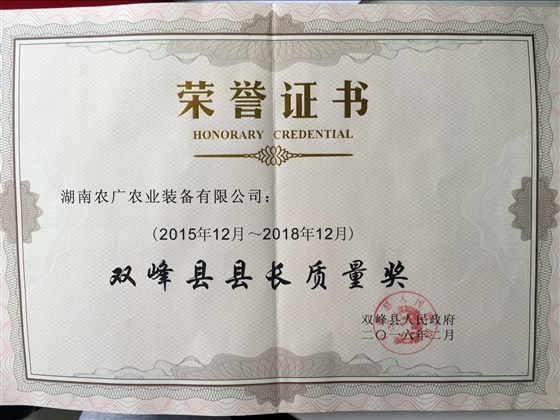 荣誉证书
HONORARY CREDENTIAL
湖南农广农业装备有限公司：
(2015年12月～2018年12月)
双峰县县长质量奖
双峰县人民政府
二〇一六年二月